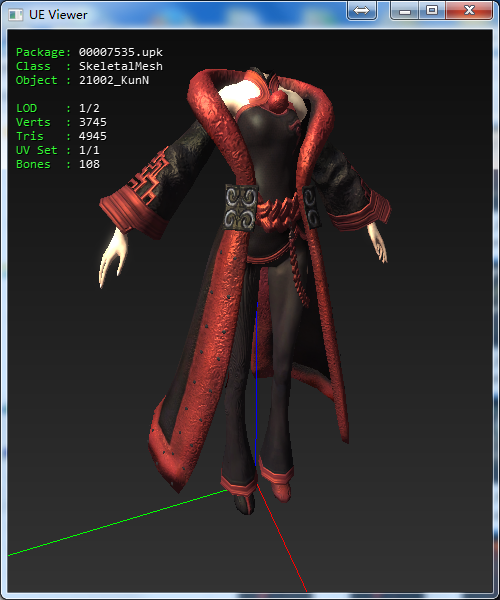 UE Viewer
Package: 00007535.upk
Class : SkeletalMesh
Object : 21002_KunN
LOD : 1/2
Verts : 3745
Tris : 4945
UV Set : 1/1
Bones : 108